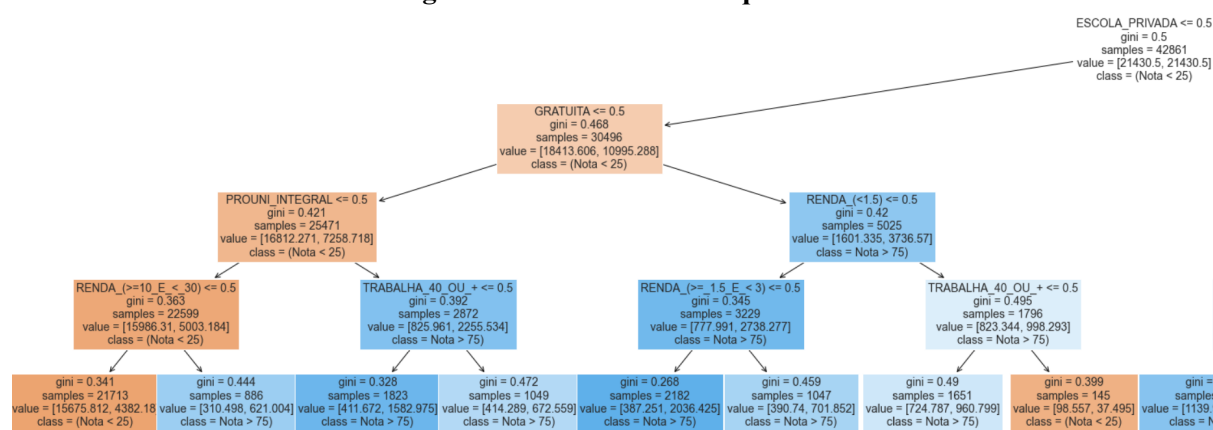 ESCOLA_PRIVADA <= 0.5
gini = 0.5
samples = 42861
value = [21430.5, 21430.5]
class = (Nota < 25)
GRATUITA <= 0.5
gini = 0.468
samples = 30496
value = [18413.606, 10995.288]
class = (Nota < 25)
PROUNI_INTEGRAL <= 0.5
gini = 0.421
samples = 25471
value = [16812.271, 7258.718]
class = (Nota < 25)
RENDA_(<1.5) <= 0.5
gini = 0.42
samples = 5025
value = [1601.335, 3736.57]
class = Nota > 75)
RENDA_(>=10_E_<_30) <= 0.5
gini = 0.363
samples = 22599
value = [15986.31, 5003.184]
class = (Nota < 25)
TRABALHA_40_OU_+ <= 0.5
gini = 0.392
samples = 2872
value = [825.961, 2255.534]
class = Nota > 75)
RENDA_(>=_1.5_E_< 3) <= 0.5
gini = 0.345
samples = 3229
value = [777.991, 2738.277]
class = Nota > 75)
TRABALHA_40_OU_+ <= 0.5
gini = 0.495
samples = 1796
value = [823.344, 998.293]
class = Nota > 75)
gini = 0.341
samples = 21713
value = [15675.812, 4382.18
class = (Nota < 25)
gini = 0.444
samples = 886
value = [310.498, 621.004]
class = Nota > 75)
gini = 0.328
samples = 1823
value = [411.672, 1582.975]
class = Nota > 75)
gini = 0.472
samples = 1049
value = [414.289, 672.559]
class = Nota > 75)
gini = 0.268
samples = 2182
value = [387.251, 2036.425]
class = Nota > 75)
gini = 0.459
samples = 1047
value = [390.74, 701.852]
class = Nota > 75)
gini = 0.49
samples = 1651
value = [724.787, 960.799]
class = Nota > 75)
gini = 0.399
samples = 145
value = [98.557, 37.495]
class = (Nota < 25)
gini =
samples
value = [1139.
class =